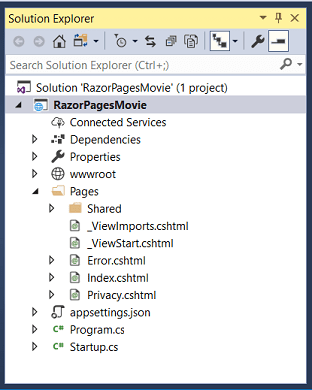 Solution Explorer
Search Solution Explorer (Ctrl+;)
Solution 'RazorPagesMovie' (1 project)
RazorPagesMovie
Connected Services
Dependencies
Properties
wwwroot
Pages
Shared
_ViewImports.cshtml
_ViewStart.cshtml
Error.cshtml
Index.cshtml
Privacy.cshtml
appsettings.json
C# Program.cs
C# Startup.cs